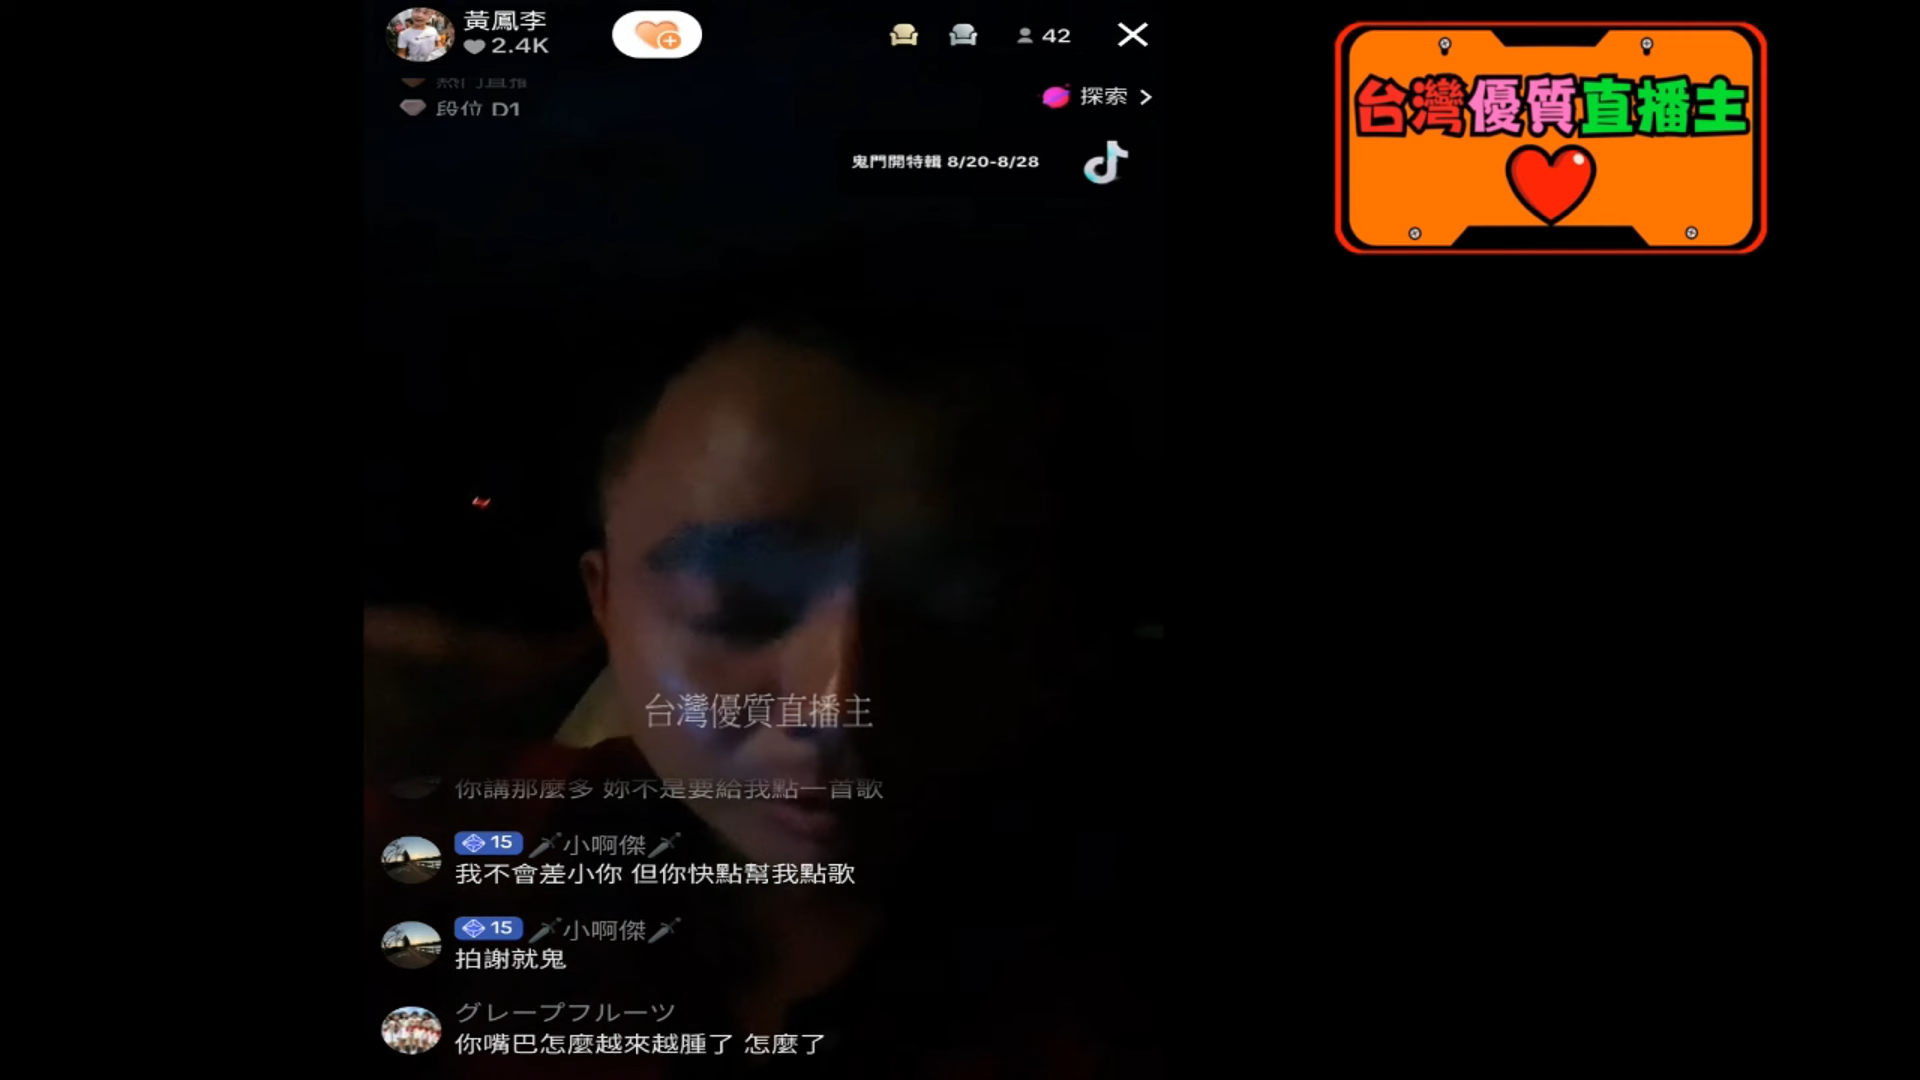 黃鳳李
2.4K
42
熱門直播
段位 D1
探索
鬼門開特輯 8/20-8/28
台灣優質直播主
台灣優質直播主
你講那麼多 妳不是要給我點一首歌
15 小啊傑
我不會差小你 但你快點幫我點歌
15 小啊傑
拍謝就鬼
グレープフルーツ
你嘴巴怎麼越來越腫了 怎麼了